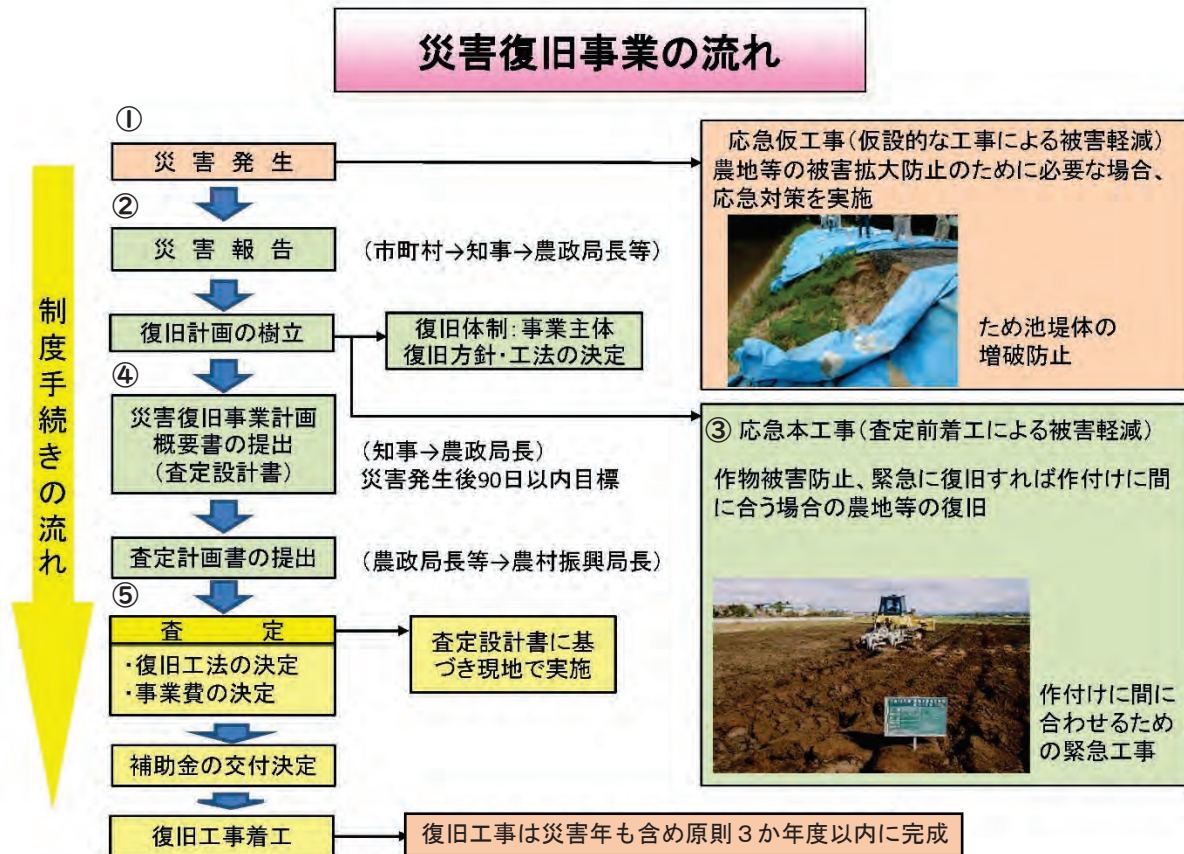 災害復旧事業の流れ
制度手続きの流れ
①
災 害 発 生
②
災 害 報 告
(市町村→知事→農政局長等)
復旧計画の樹立
復旧体制：事業主体
復旧方針・工法の決定
④
災害復旧事業計画
概要書の提出
(査定設計書)
(知事→農政局長)
災害発生後90日以内目標
査定計画書の提出
(農政局長等→農村振興局長)
⑤
査 定
・復旧工法の決定
・事業費の決定
査定設計書に基
づき現地で実施
補助金の交付決定
復旧工事着工
復旧工事は災害年も含め原則３か年度以内に完成
応急仮工事(仮設的な工事による被害軽減)
農地等の被害拡大防止のために必要な場合、
応急対策を実施
ため池堤体の
増破防止
③ 応急本工事(査定前着工による被害軽減)
作物被害防止、緊急に復旧すれば作付けに間
に合う場合の農地等の復旧
作付けに間に
合わせるため
の緊急工事